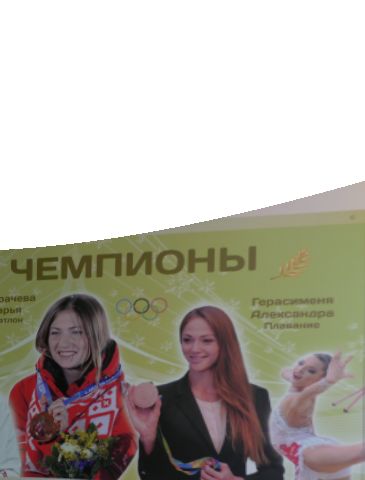 ЧЕМПИОНЫ
Герасименя
Александра
Плавание